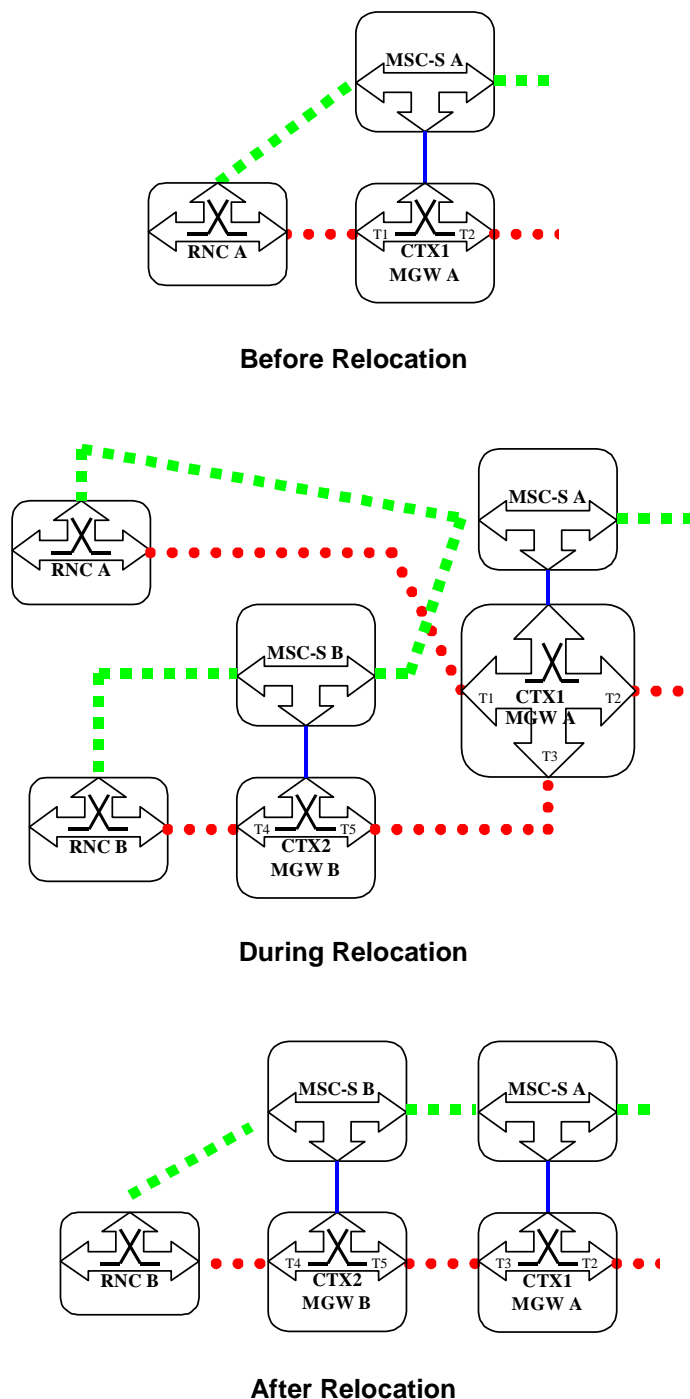 MSC-S A
T1
T2
RNC A
CTX1
MGW A
Before Relocation
MSC-S A
RNC A
MSC-S B
T1
CTX1
T2
MGW A
T3
T4
T5
RNC B
CTX2
MGW B
During Relocation
MSC-S B
MSC-S A
T4
T5
T3
T2
RNC B
CTX2
CTX1
MGW B
MGW A
After Relocation